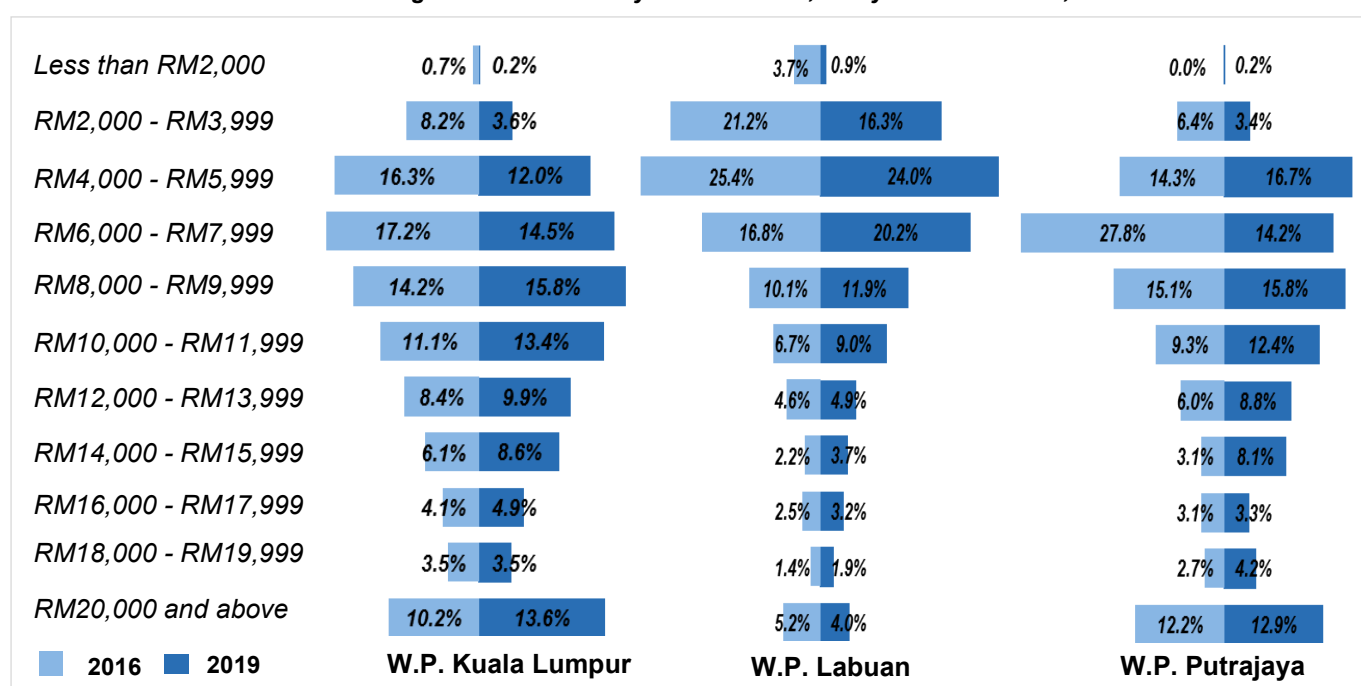 Less than RM2,000 0.7% 0.2% 3.7% 0.9% 0.0% 0.2%
RM2,000 - RM3,999 8.2% 3.6% 21.2% 16.3% 6.4% 3.4%
RM4,000 - RM5,999 16.3% 12.0% 25.4% 24.0% 14.3% 16.7%
RM6,000 - RM7,999 17.2% 14.5% 16.8% 20.2% 27.8% 14.2%
RM8,000 - RM9,999 14.2% 15.8% 10.1% 11.9% 15.1% 15.8%
RM10,000 - RM11,999 11.1% 13.4% 6.7% 9.0% 9.3% 12.4%
RM12,000 - RM13,999 8.4% 9.9% 4.6% 4.9% 6.0% 8.8%
RM14,000 - RM15,999 6.1% 8.6% 2.2% 3.7% 3.1% 8.1%
RM16,000 - RM17,999 4.1% 4.9% 2.5% 3.2% 3.1% 3.3%
RM18,000 - RM19,999 3.5% 3.5% 1.4% 1.9% 2.7% 4.2%
RM20,000 and above 10.2% 13.6% 5.2% 4.0% 12.2% 12.9%
2016 2019 W.P. Kuala Lumpur W.P. Labuan W.P. Putrajaya